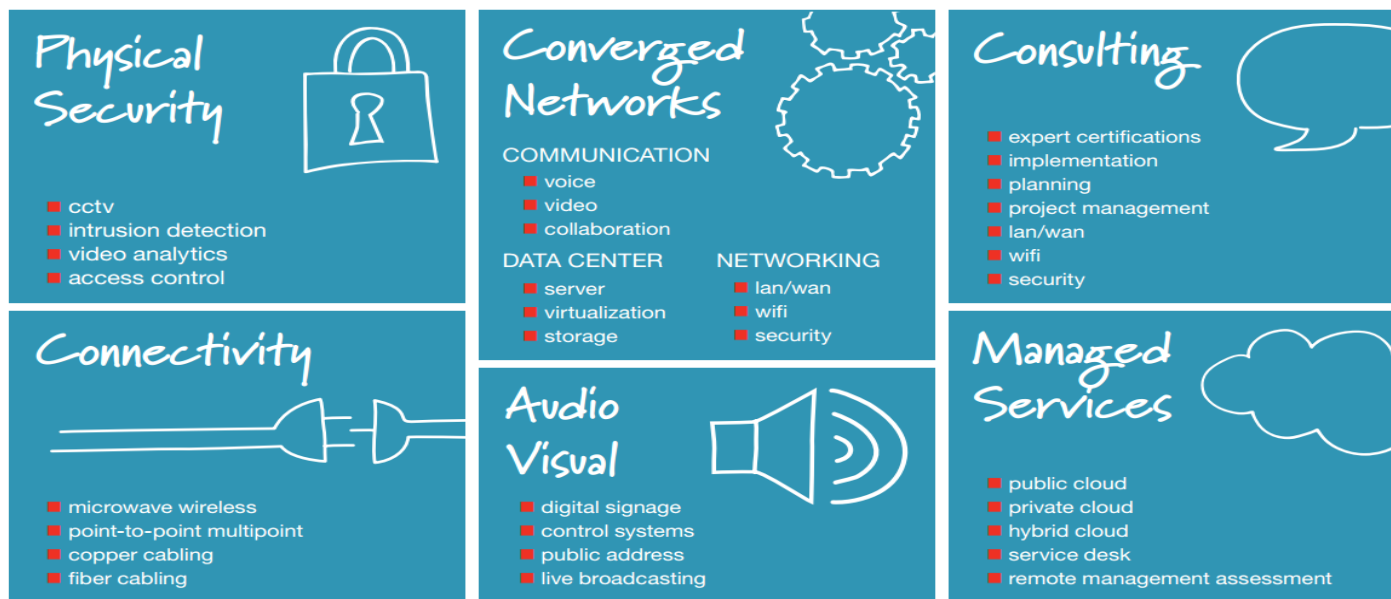 Physical
Security
cctv
intrusion detection
video analytics
access control
Connectivity
microwave wireless
point-to-point multipoint
copper cabling
fiber cabling
Converged
Networks
COMMUNICATION
voice
video
collaboration
DATA CENTER
server
virtualization
storage
NETWORKING
lan/wan
wifi
security
Audio
Visual
digital signage
control systems
public address
live broadcasting
Consulting
expert certifications
implementation
planning
project management
lan/wan
wifi
security
Managed
Services
public cloud
private cloud
hybrid cloud
service desk
remote management assessment